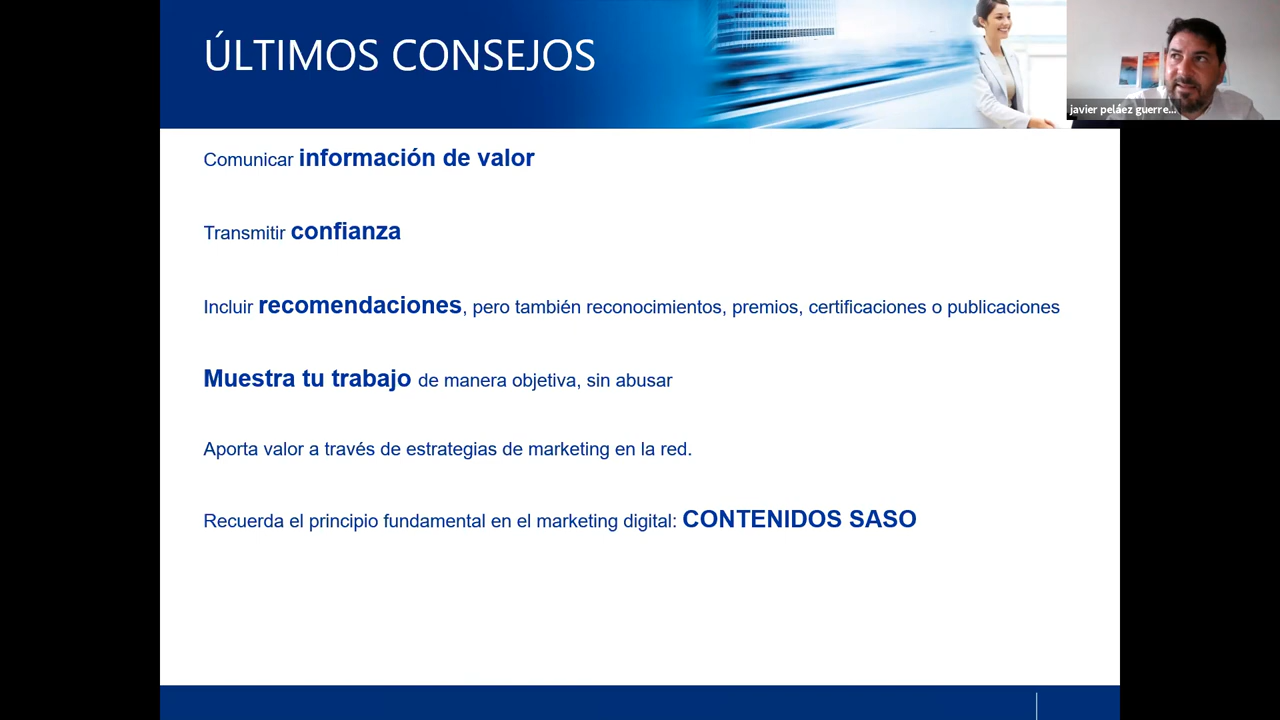 ÚLTIMOS CONSEJOS
javier peláez guerre...
Comunicar información de valor
Transmitir confianza
Incluir recomendaciones, pero también reconocimientos, premios, certificaciones o publicaciones
Muestra tu trabajo de manera objetiva, sin abusar
Aporta valor a través de estrategias de marketing en la red.
Recuerda el principio fundamental en el marketing digital: CONTENIDOS SASO